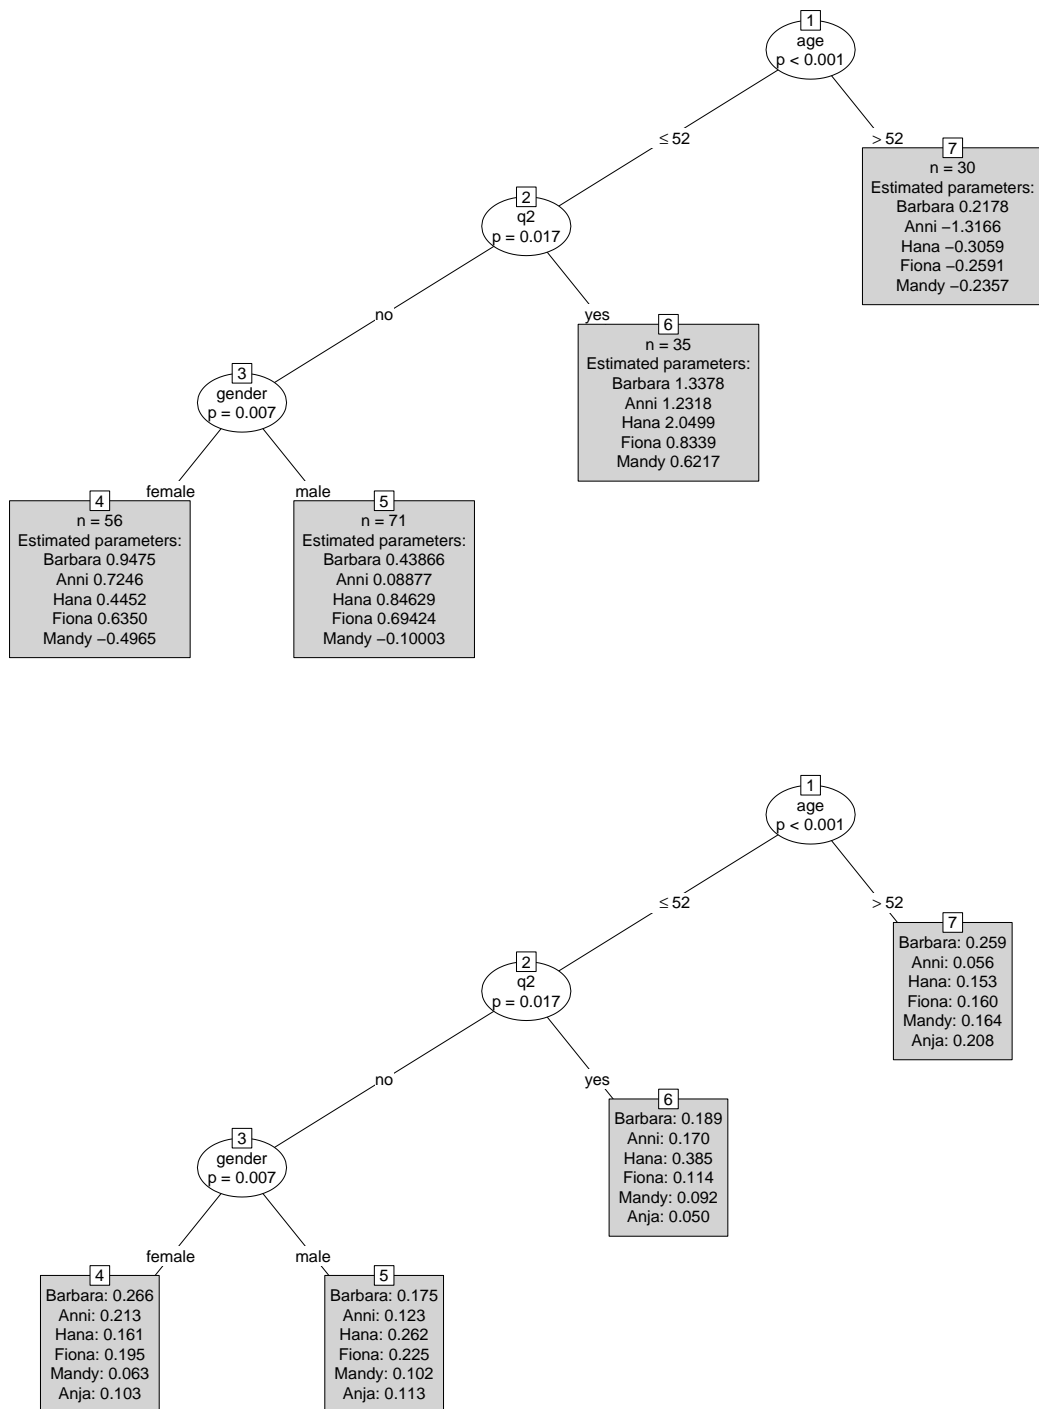 1
age
p < 0.001
≤ 52
> 52
7
n = 30
Estimated parameters:
Barbara 0.2178
Anni −1.3166
Hana −0.3059
Fiona −0.2591
Mandy −0.2357
2
q2
p = 0.017
no
yes
6
n = 35
Estimated parameters:
Barbara 1.3378
Anni 1.2318
Hana 2.0499
Fiona 0.8339
Mandy 0.6217
3
gender
p = 0.007
female
male
4
n = 56
Estimated parameters:
Barbara 0.9475
Anni 0.7246
Hana 0.4452
Fiona 0.6350
Mandy −0.4965
5
n = 71
Estimated parameters:
Barbara 0.43866
Anni 0.08877
Hana 0.84629
Fiona 0.69424
Mandy −0.10003
1
age
p < 0.001
≤ 52
> 52
7
Barbara: 0.259
Anni: 0.056
Hana: 0.153
Fiona: 0.160
Mandy: 0.164
Anja: 0.208
2
q2
p = 0.017
no
yes
6
Barbara: 0.189
Anni: 0.170
Hana: 0.385
Fiona: 0.114
Mandy: 0.092
Anja: 0.050
3
gender
p = 0.007
female
male
4
Barbara: 0.266
Anni: 0.213
Hana: 0.161
Fiona: 0.195
Mandy: 0.063
Anja: 0.103
5
Barbara: 0.175
Anni: 0.123
Hana: 0.262
Fiona: 0.225
Mandy: 0.102
Anja: 0.113